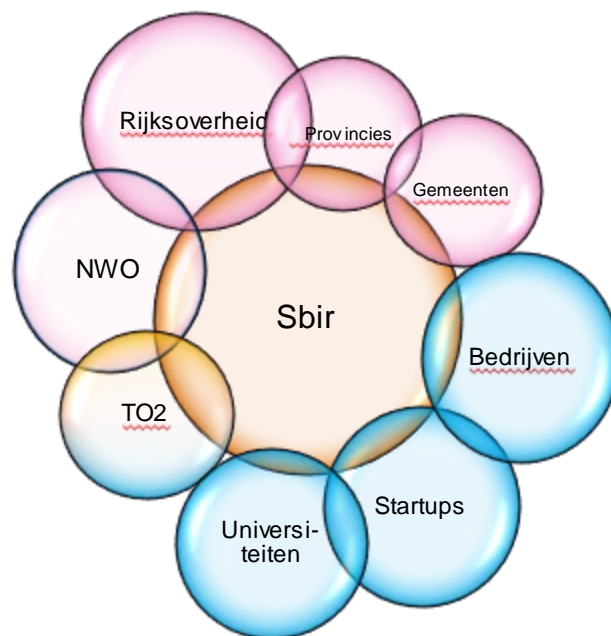 Rijksoverheid
Provincies
Gemeenten
NWO
Sbir
Bedrijven
TO2
Startups
Universi-
teiten